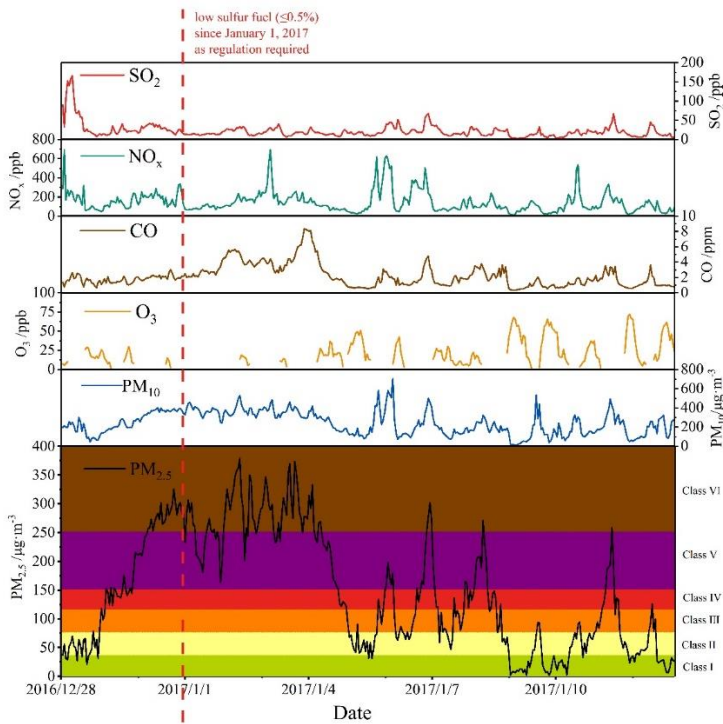 low sulfur fuel (≤0.5%)
since January 1, 2017
as regulation required
SO2
200
150
100
50
0
SO2 /ppb
800
600
400
200
0
NOx /ppb
NOx
10
8
6
4
2
0
CO /ppm
CO
100
75
50
25
0
O3 /ppb
O3
800
600
400
200
0
PM10/μg·m-3
PM10
400
350
300
250
200
150
100
50
0
PM2.5 /μg·m-3
PM2.5
Class VI
Class V
Class IV
Class III
Class II
Class I
2016/12/28 2017/1/1 2017/1/4 2017/1/7 2017/1/10
Date